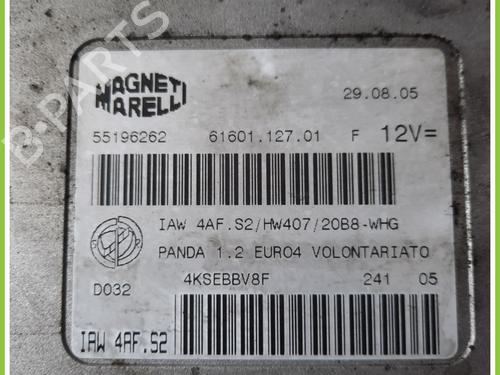 MAGNETI
MARELLI
29.08.05
55196262 61601.127.01 F 12V=
IAW 4AF.S2/HW407/20B8-WHG
PANDA 1.2 EURO4 VOLONTARIATO
D032 4KSEBBV8F 241 05
IAW 4AF.S2
B-PARTS